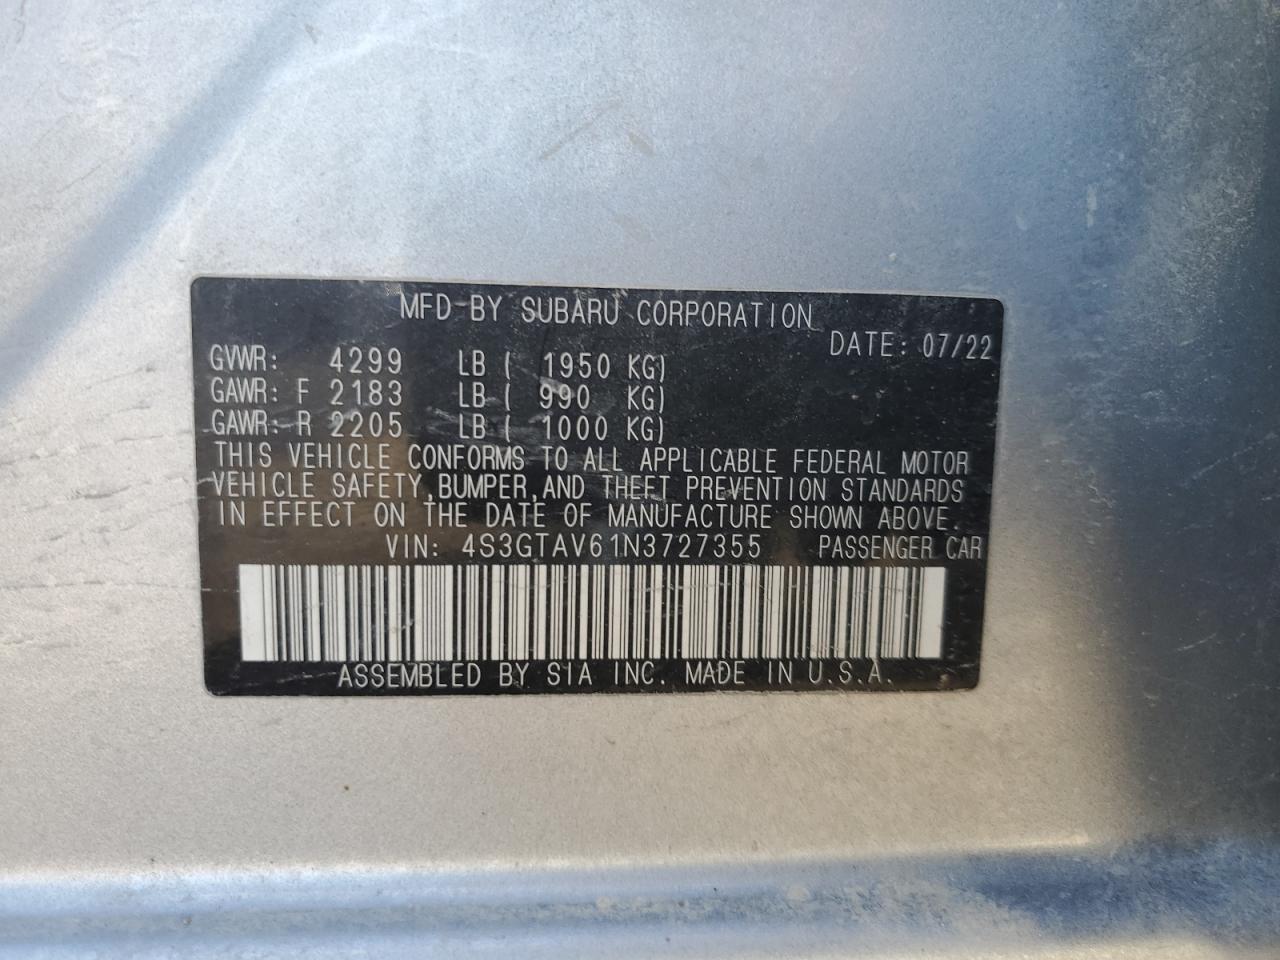 MFD BY SUBARU CORPORATION
DATE: 07/22
GVWR: 4299 LB ( 1950 KG)
GAWR: F 2183 LB ( 990 KG)
GAWR: R 2205 LB ( 1000 KG)
THIS VEHICLE CONFORMS TO ALL APPLICABLE FEDERAL MOTOR
VEHICLE SAFETY, BUMPER, AND THEFT PREVENTION STANDARDS
IN EFFECT ON THE DATE OF MANUFACTURE SHOWN ABOVE.
VIN: 4S3GTAV61N3727355 PASSENGER CAR
ASSEMBLED BY SIA INC. MADE IN U.S.A.